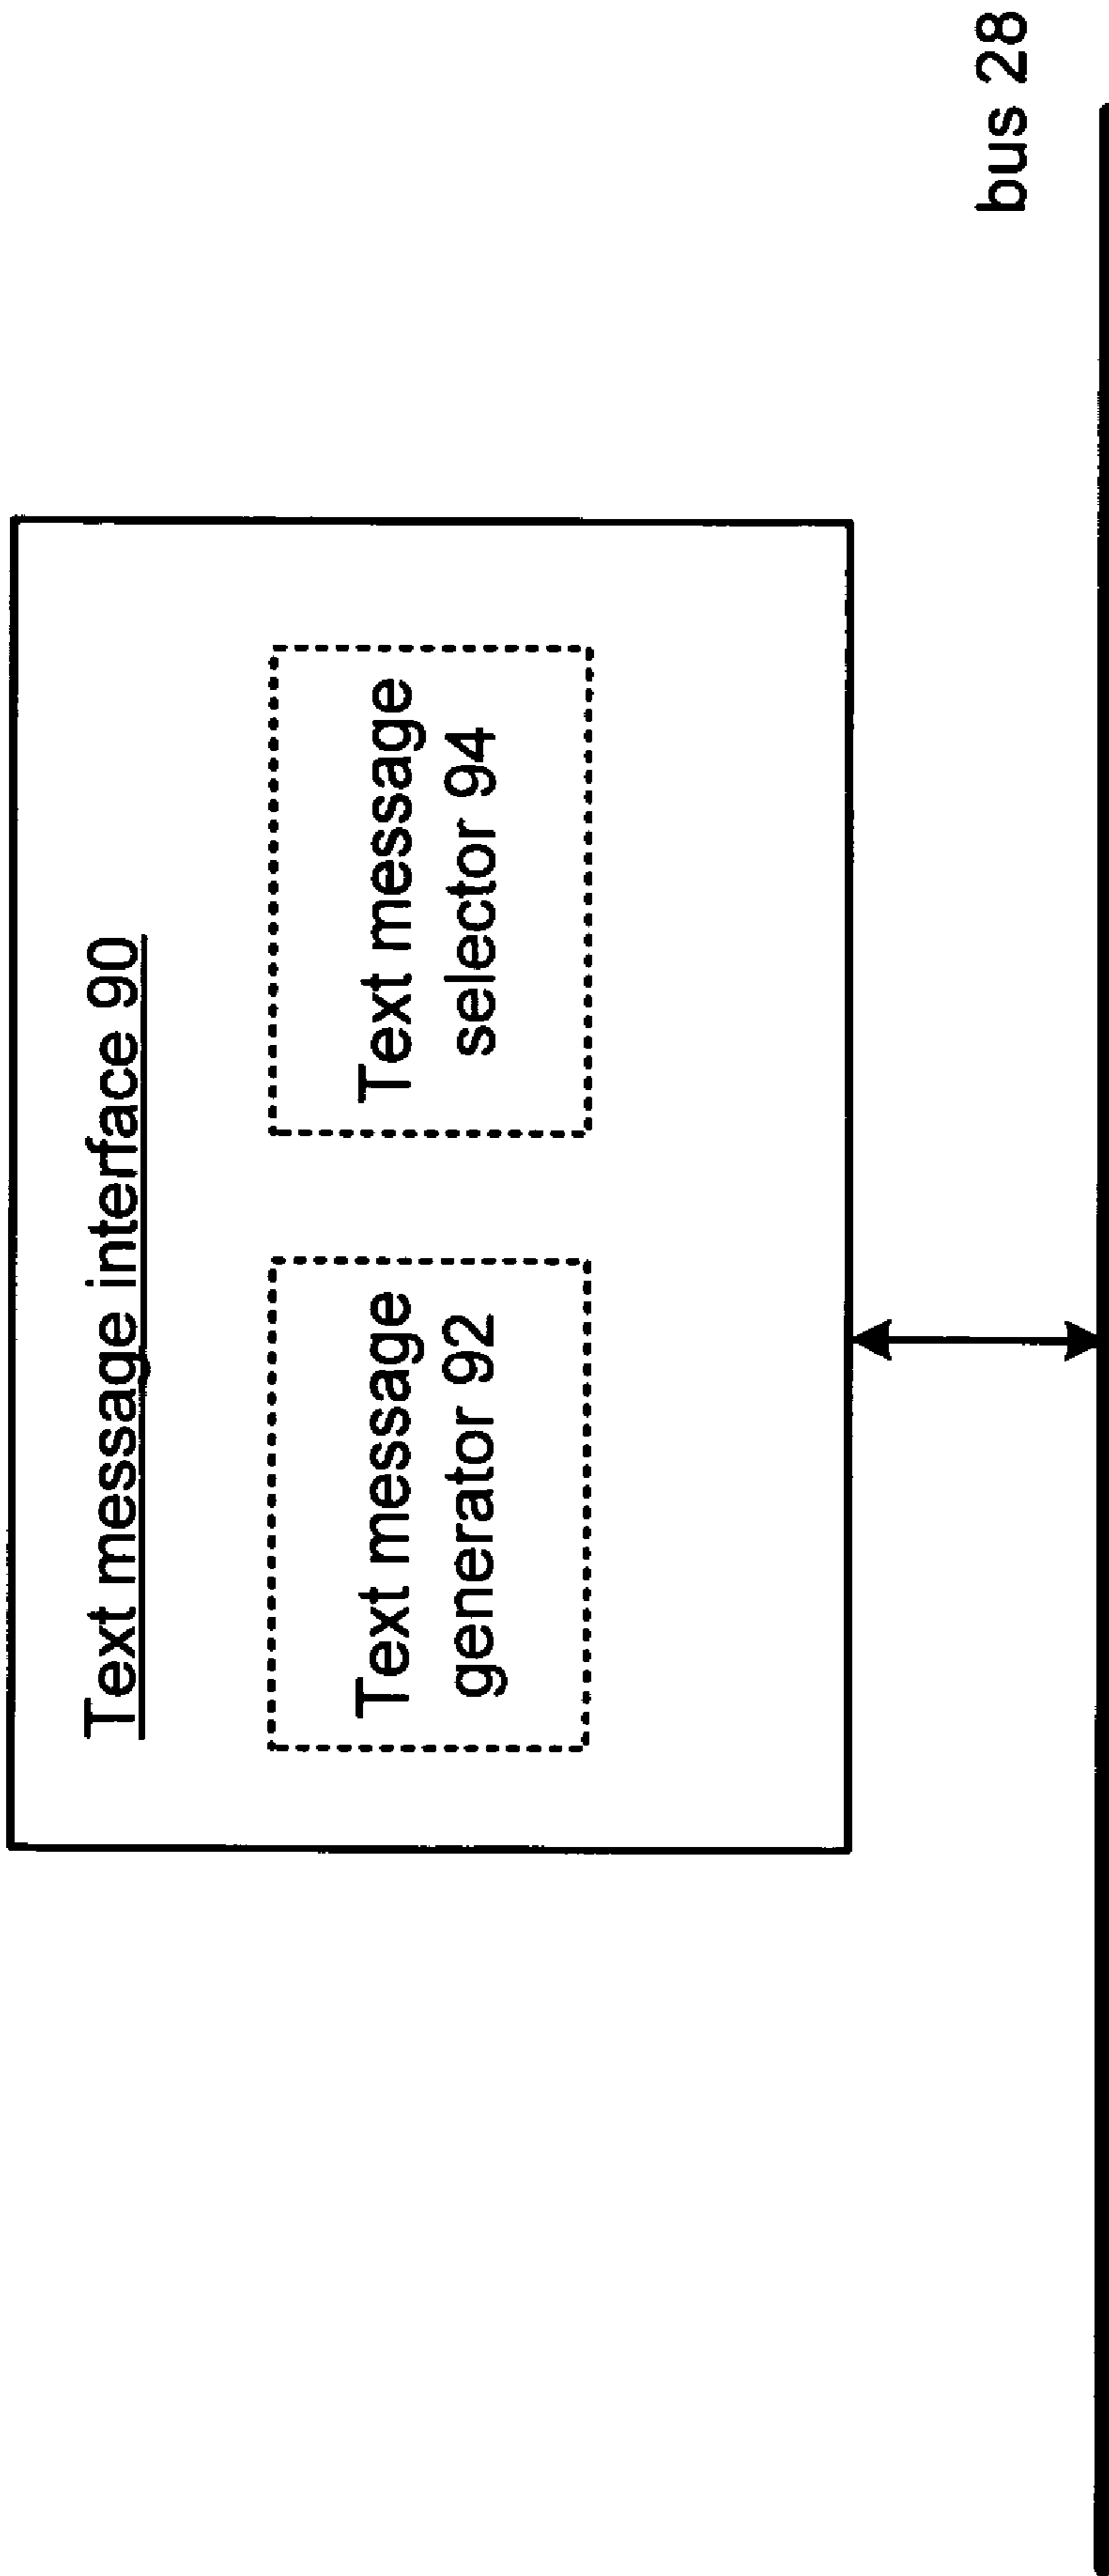 Text message interface 90
Text message
generator 92
Text message
selector 94
bus 28